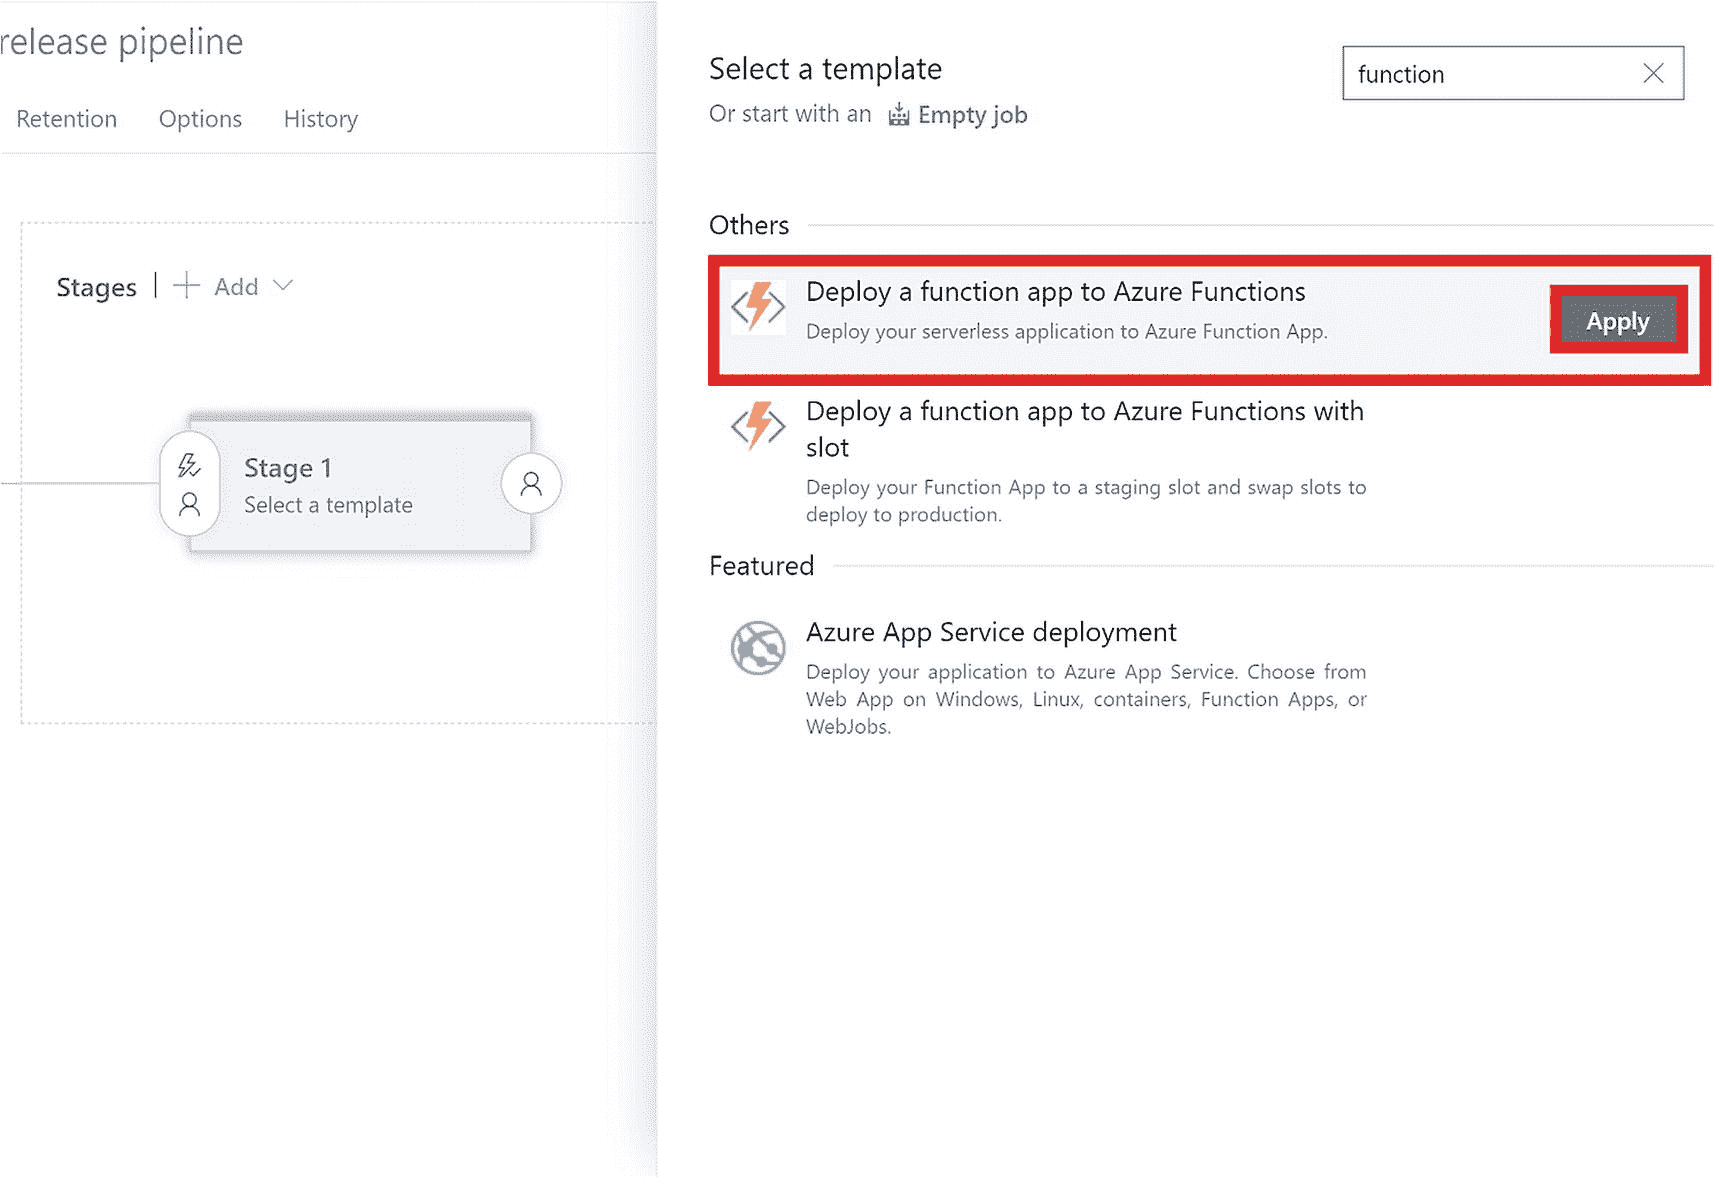 release pipeline
Retention Options History
Stages | + Add
Stage 1
Select a template
Select a template
function
Or start with an Empty job
Others
Deploy a function app to Azure Functions
Deploy your serverless application to Azure Function App.
Apply
Deploy a function app to Azure Functions with
slot
Deploy your Function App to a staging slot and swap slots to
deploy to production.
Featured
Azure App Service deployment
Deploy your application to Azure App Service. Choose from
Web App on Windows, Linux, containers, Function Apps, or
WebJobs.